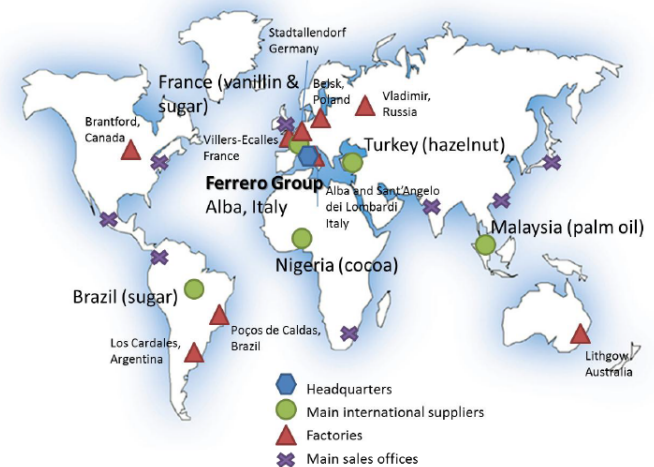 Stadtallendorf
Germany
France (vanillin &
sugar)
Belsk,
Poland
Vladimir,
Russia
Brantford,
Canada
Villers-Ecalles
France
Turkey (hazelnut)
Ferrero Group
Alba, Italy
Alba and Sant'Angelo
dei Lombardi
Italy
Malaysia (palm oil)
Nigeria (cocoa)
Brazil (sugar)
Poços de Caldas,
Brazil
Los Cardales,
Argentina
Lithgow,
Australia
Headquarters
Main international suppliers
Factories
Main sales offices